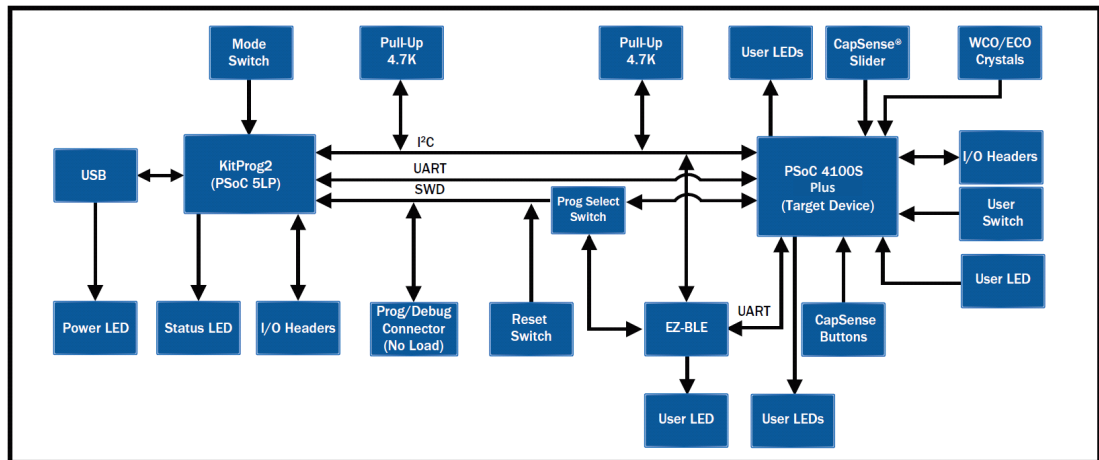 Mode
Switch
Pull-Up
4.7K
Pull-Up
4.7K
User LEDs
CapSense®
Slider
WCO/ECO
Crystals
I²C
UART
SWD
USB
KitProg2
(PSoC 5LP)
Prog Select
Switch
PSoC 4100S
Plus
(Target Device)
I/O Headers
User
Switch
User LED
Power LED
Status LED
I/O Headers
Prog/Debug
Connector
(No Load)
Reset
Switch
EZ-BLE
UART
CapSense
Buttons
User LED
User LEDs